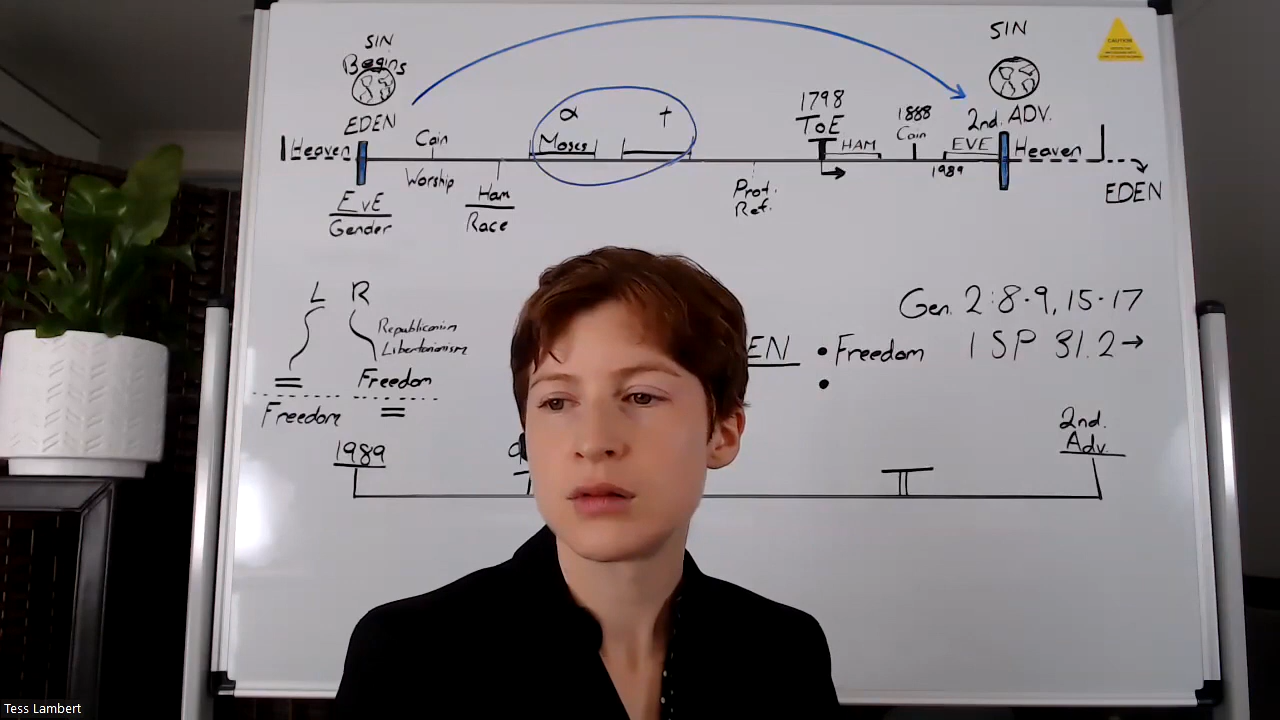 SIN
Begins
EDEN
Heaven
Cain
Worship
EvE
Gender
Ham
Race
α
Moses
†
Prot.
Ref.
1798
ToE
HAM
1888
Cain
EVE
1989
SIN
2nd. ADV.
Heaven
EDEN
CAUTION
L R
Republicanism
Libertarianism
= Freedom
Freedom =
EN • Freedom
•
Gen. 2:8-9, 15-17
1 SP 31.2→
1989
2nd.
Adv.
Tess Lambert